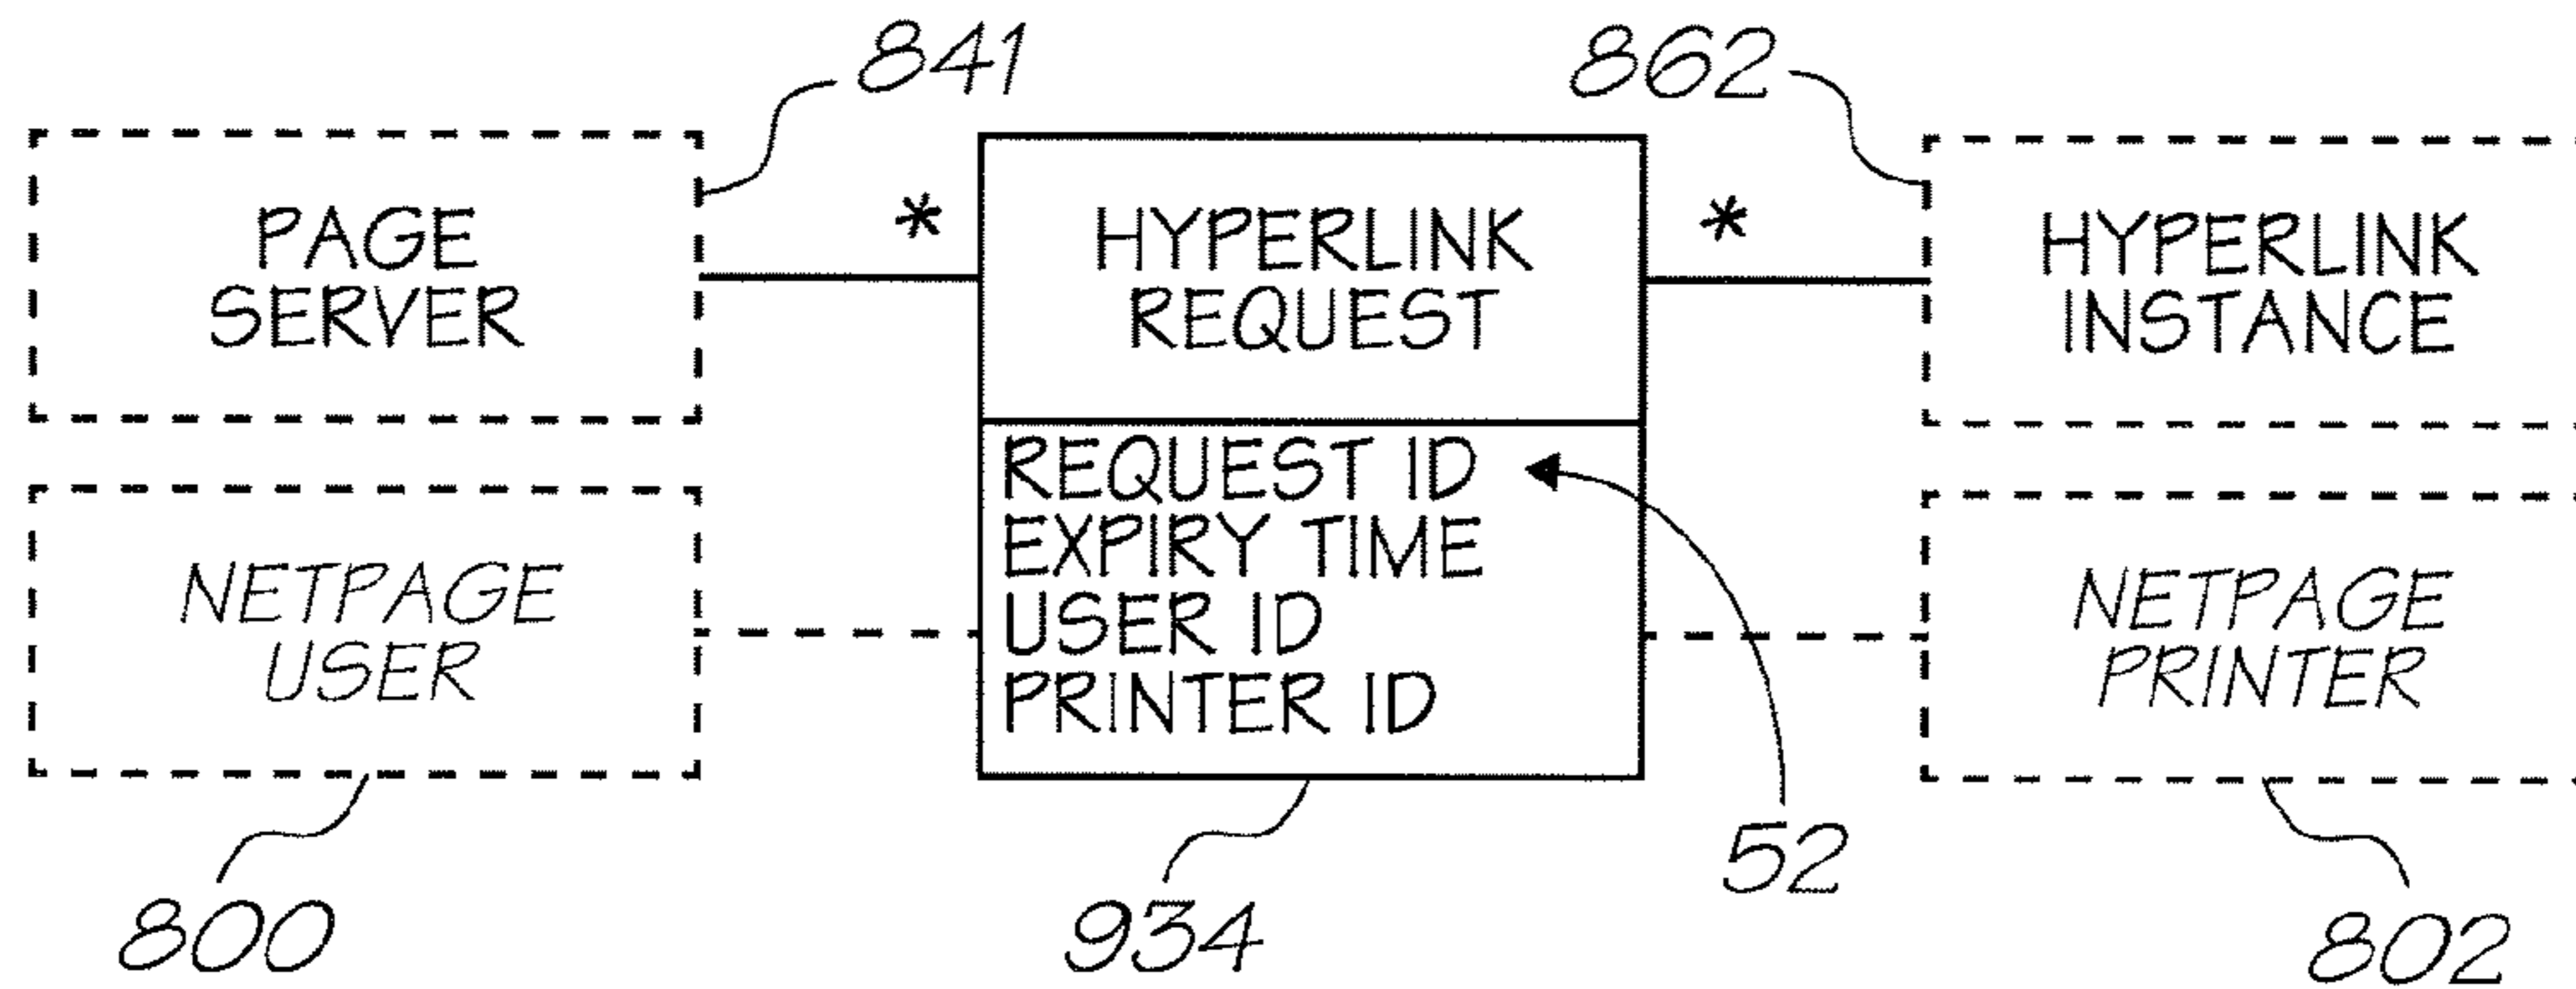 841
862
PAGE
SERVER
*
HYPERLINK
REQUEST
*
HYPERLINK
INSTANCE
REQUEST ID
EXPIRY TIME
USER ID
PRINTER ID
NETPAGE
USER
NETPAGE
PRINTER
52
800
934
802